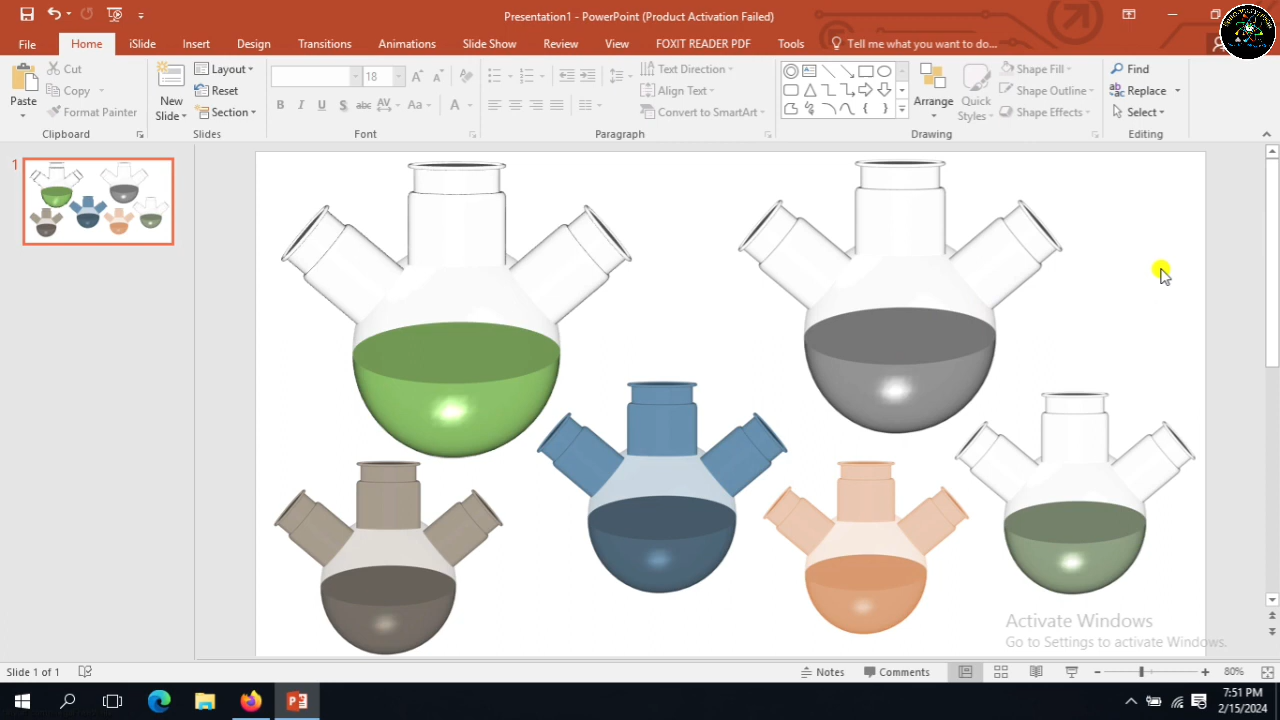 Presentation1 - PowerPoint (Product Activation Failed)
File Home iSlide Insert Design Transitions Animations Slide Show Review View FOXIT READER PDF Tools Tell me what you want to do...
Paste
Cut
Copy
Format Painter
Clipboard
New Slide
Layout
Reset
Section
Slides
18
B I U S abc AV Aa A
Font
Text Direction
Align Text
Convert to SmartArt
Paragraph
Arrange
Quick Styles
Shape Fill
Shape Outline
Shape Effects
Drawing
Find
Replace
Select
Editing
1
Activate Windows
Go to Settings to activate Windows.
Slide 1 of 1
Notes Comments 80%
7:51 PM
2/15/2024